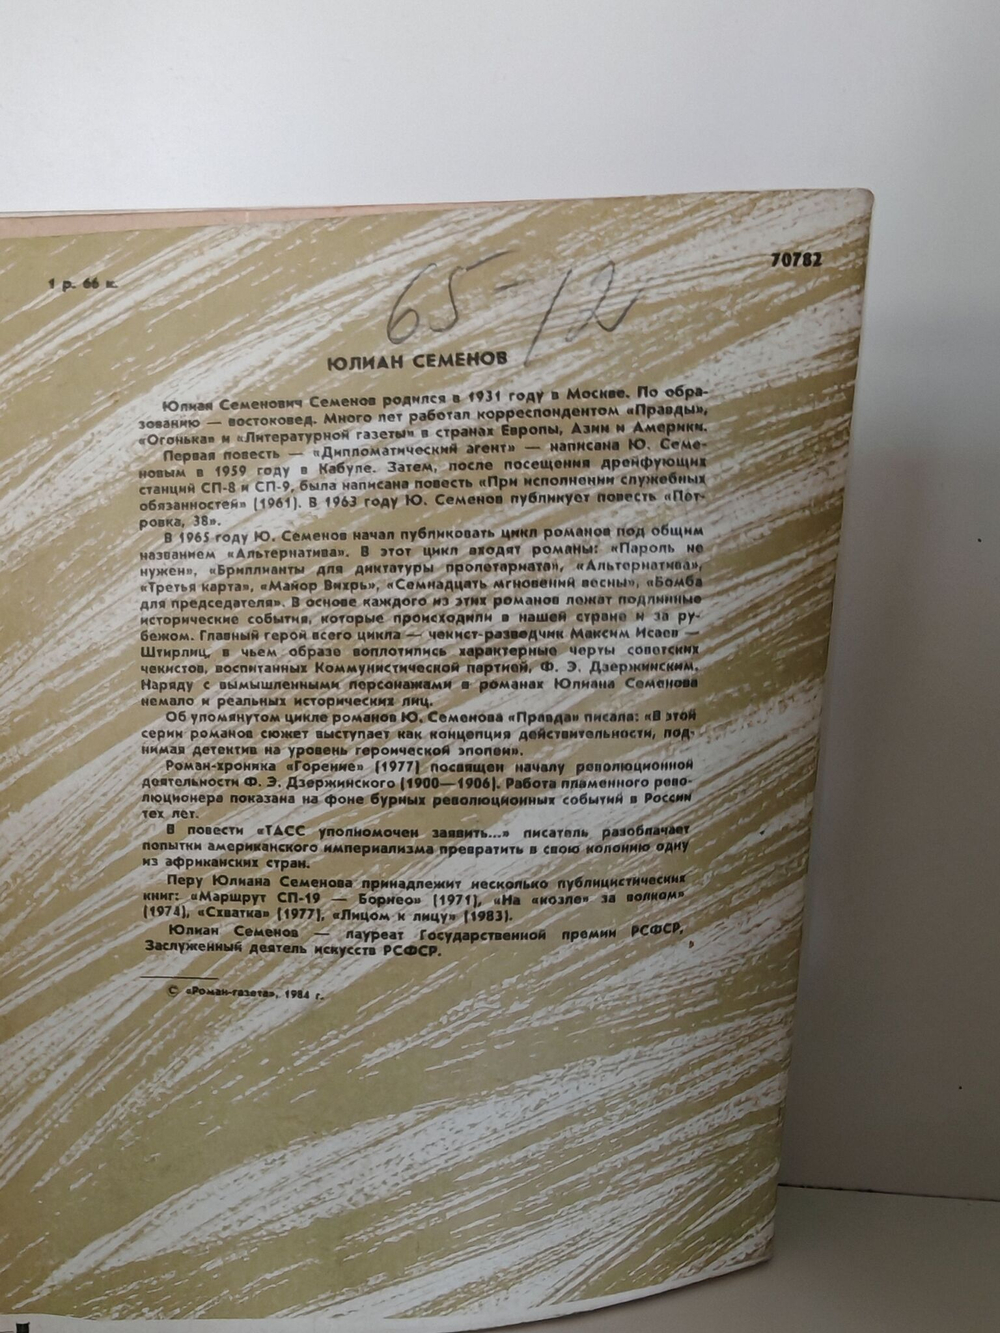 70782
1 р. 66 к.
65-12
ЮЛИАН СЕМЕНОВ
Юлиан Семенович Семенов родился в 1931 году в Москве. По обра-
зованию — востоковед. Много лет работал корреспондентом «Правды»,
«Огонька» и «Литературной газеты» в странах Европы, Азии и Америки.
Первая повесть — «Дипломатический агент» — написана Ю. Семе-
новым в 1959 году в Кабуле. Затем, после посещения дрейфующих
станций СП-8 и СП-9, была написана повесть «При исполнении служебных
обязанностей» (1961). В 1963 году Ю. Семенов публикует повесть «Пет-
ровка, 38».
В 1965 году Ю. Семенов начал публиковать цикл романов под общим
названием «Альтернатива». В этот цикл входят романы: «Пароль не
нужен», «Бриллианты для диктатуры пролетариата», «Альтернатива»,
«Третья карта», «Майор Вихрь», «Семнадцать мгновений весны», «Бомба
для председателя». В основе каждого из этих романов лежат подлинные
исторические события, которые происходили в нашей стране и за ру-
бежом. Главный герой всего цикла — чекист-разведчик Максим Исаев —
Штирлиц, в чьем образе воплотились характерные черты советских
чекистов, воспитанных Коммунистической партией, Ф. Э. Дзержинским.
Наряду с вымышленными персонажами в романах Юлиана Семенова
немало и реальных исторических лиц.
Об упомянутом цикле романов Ю. Семенова «Правда» писала: «В этой
серии романов сюжет выступает как концепция действительности, под-
нимая детектив на уровень героической эпопеи».
Роман-хроника «Горение» (1977) посвящен началу революционной
деятельности Ф. Э. Дзержинского (1900—1906). Работа пламенного рево-
люционера показана на фоне бурных революционных событий в России
тех лет.
В повести «ТАСС уполномочен заявить...» писатель разоблачает
попытки американского империализма превратить в свою колонию одну
из африканских стран.
Перу Юлиана Семенова принадлежит несколько публицистических
книг: «Маршрут СП-19 — Борнео» (1971), «На «козле» за волком»
(1974), «Схватка» (1977), «Лицом к лицу» (1983).
Юлиан Семенов — лауреат Государственной премии РСФСР,
Заслуженный деятель искусств РСФСР.
© «Роман-газета», 1984 г.